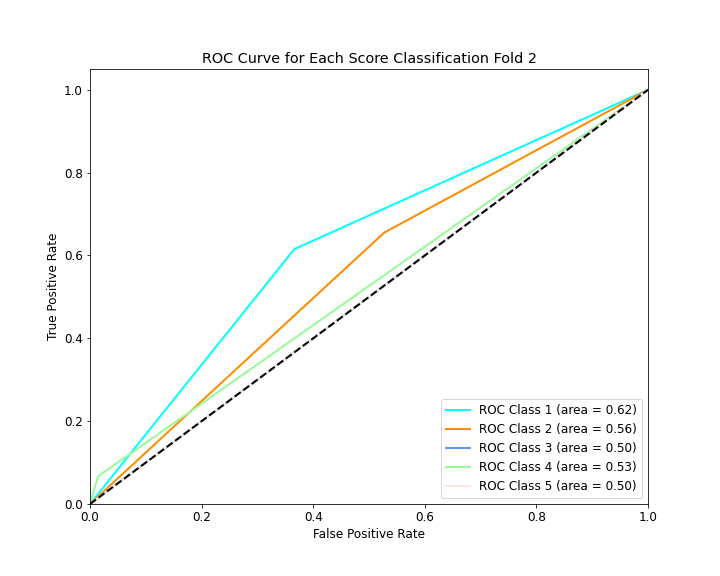 ROC Curve for Each Score Classification Fold 2
True Positive Rate
1.0
0.8
0.6
0.4
0.2
0.0
0.0 0.2 0.4 0.6 0.8 1.0
False Positive Rate
ROC Class 1 (area = 0.62)
ROC Class 2 (area = 0.56)
ROC Class 3 (area = 0.50)
ROC Class 4 (area = 0.53)
ROC Class 5 (area = 0.50)